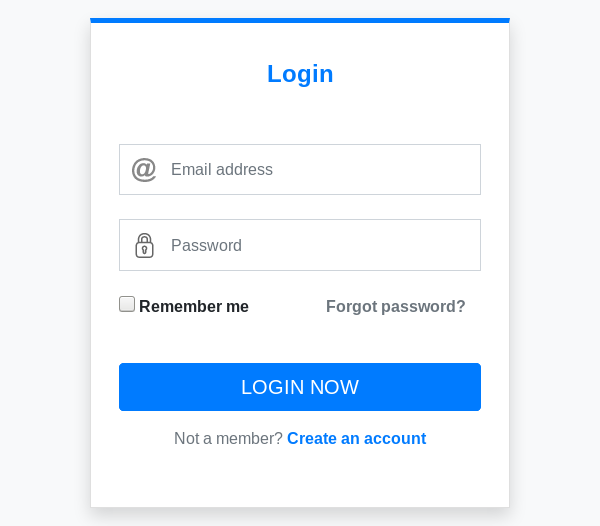 Login
@ Email address
Password
Remember me Forgot password?
LOGIN NOW
Not a member? Create an account